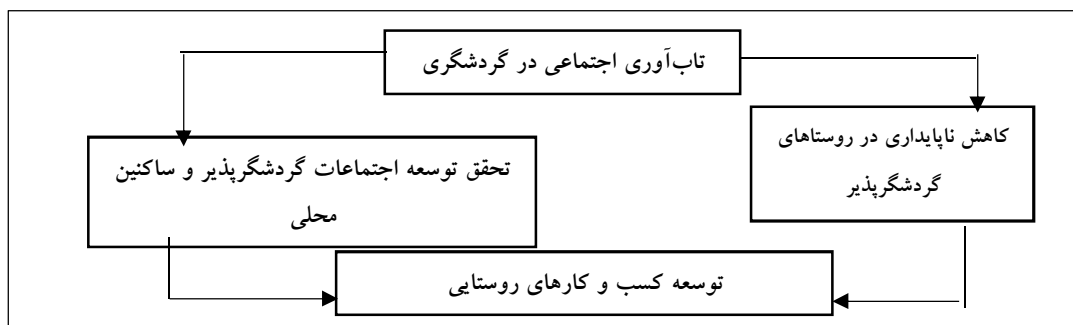 تاب‌آوری اجتماعی در گردشگری
کاهش ناپایداری در روستاهای
گردشگرپذیر
تحقق توسعه اجتماعات گردشگرپذیر و ساکنین
محلی
توسعه کسب و کارهای روستایی